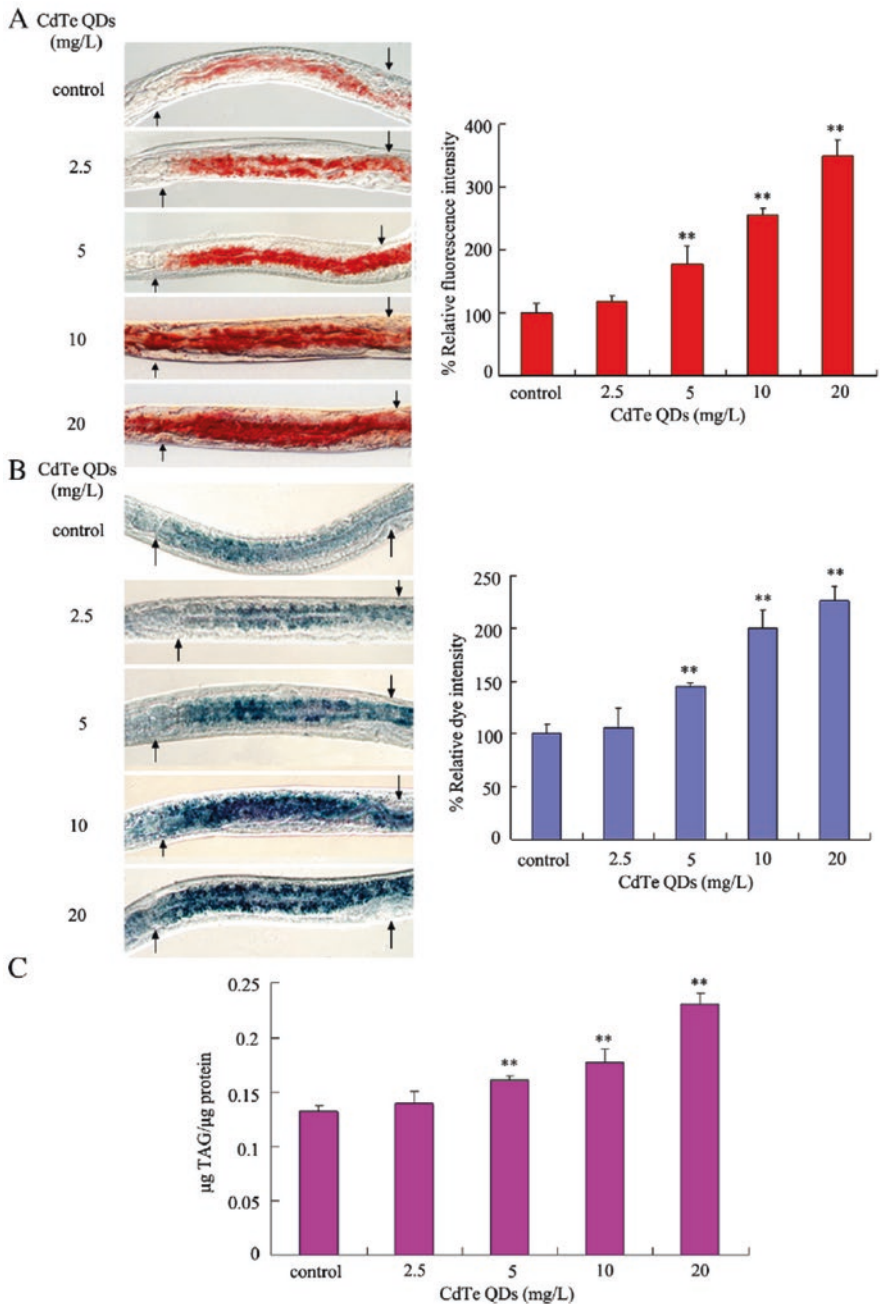 A
CdTe QDs
(mg/L)
control
2.5
5
10
20
% Relative fluorescence intensity
400
300
200
100
0
**
**
**
control 2.5 5 10 20
CdTe QDs (mg/L)
B
CdTe QDs
(mg/L)
control
2.5
5
10
20
% Relative dye intensity
250
200
150
100
50
0
**
**
**
control 2.5 5 10 20
CdTe QDs (mg/L)
C
µg TAG/µg protein
0.25
0.2
0.15
0.1
0.05
0
**
**
**
control 2.5 5 10 20
CdTe QDs (mg/L)